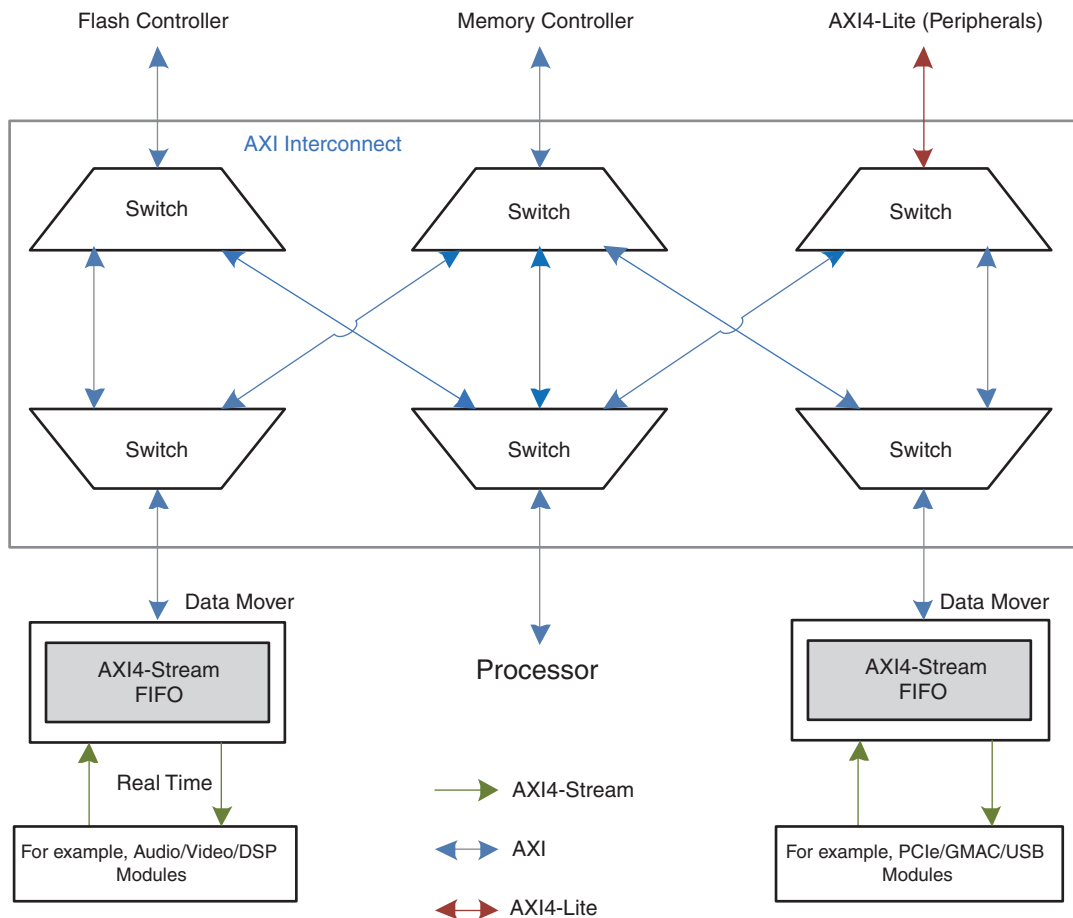 Flash Controller
Memory Controller
AXI4-Lite (Peripherals)
AXI Interconnect
Switch
Switch
Switch
Switch
Switch
Switch
Data Mover
Data Mover
AXI4-Stream
FIFO
Processor
AXI4-Stream
FIFO
Real Time
AXI4-Stream
For example, Audio/Video/DSP
Modules
AXI
For example, PCIe/GMAC/USB
Modules
AXI4-Lite